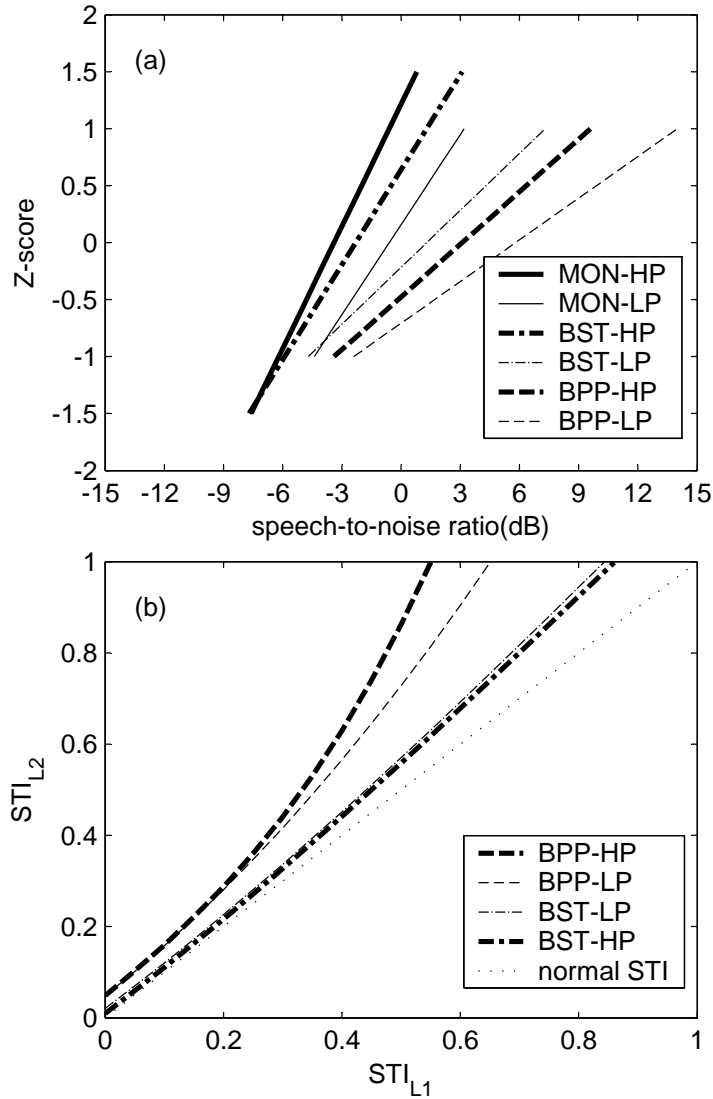 (a)
2
1.5
1
0.5
0
-0.5
-1
-1.5
-2
Z-score
MON-HP
MON-LP
BST-HP
BST-LP
BPP-HP
BPP-LP
-15 -12 -9 -6 -3 0 3 6 9 12 15
speech-to-noise ratio(dB)
(b)
1
0.8
0.6
0.4
0.2
0
STI_L2
BPP-HP
BPP-LP
BST-LP
BST-HP
normal STI
0 0.2 0.4 0.6 0.8 1
STI_L1